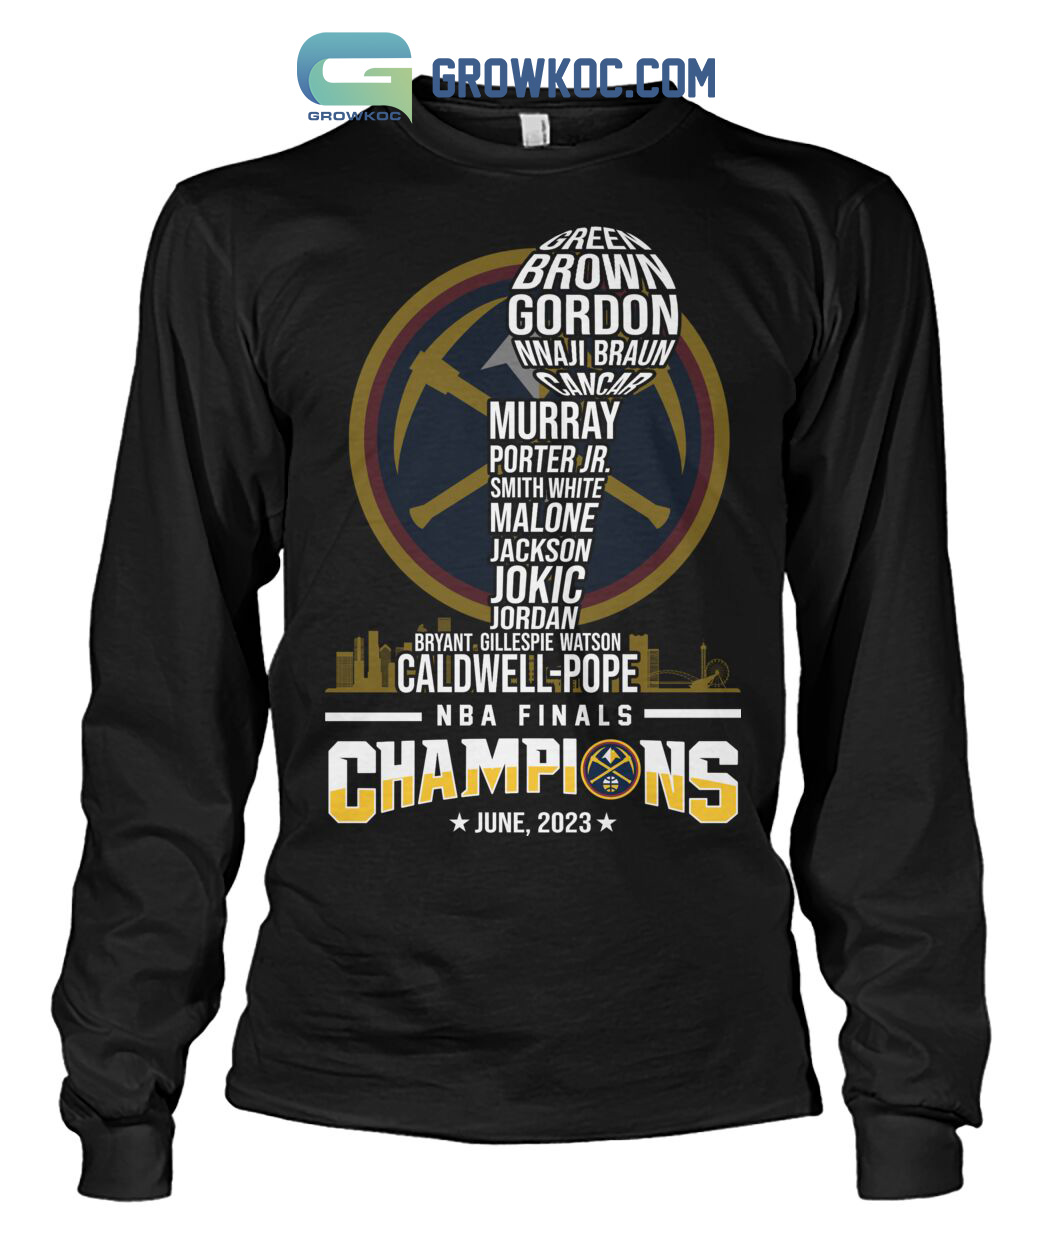 GROWKOC.COM
GROWKOC
GREEN
BROWN
GORDON
NNAJI BRAUN
CANCAR
MURRAY
PORTER JR.
SMITH WHITE
MALONE
JACKSON
JOKIC
JORDAN
BRYANT GILLESPIE WATSON
CALDWELL-POPE
NBA FINALS
CHAMPIONS
★ JUNE, 2023 ★